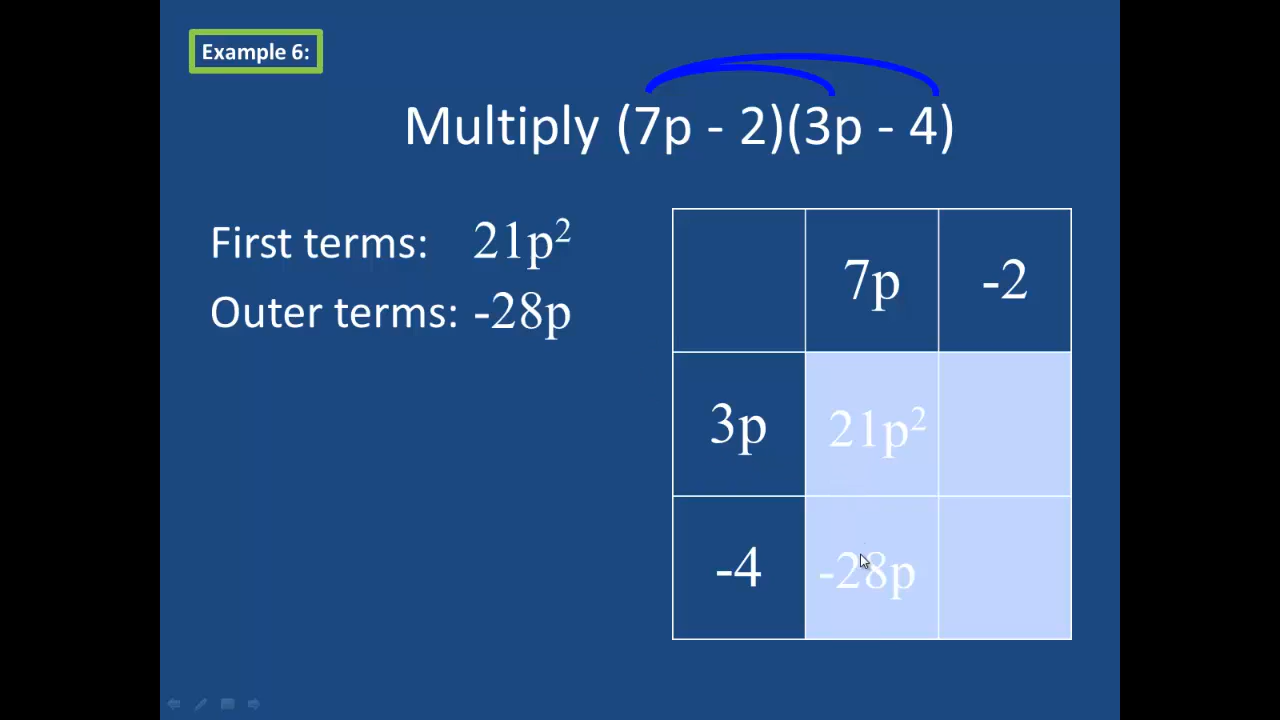 Example 6:
Multiply (7p - 2)(3p - 4)
First terms: 21p²
Outer terms: -28p
7p -2
3p 21p²
-4 -28p